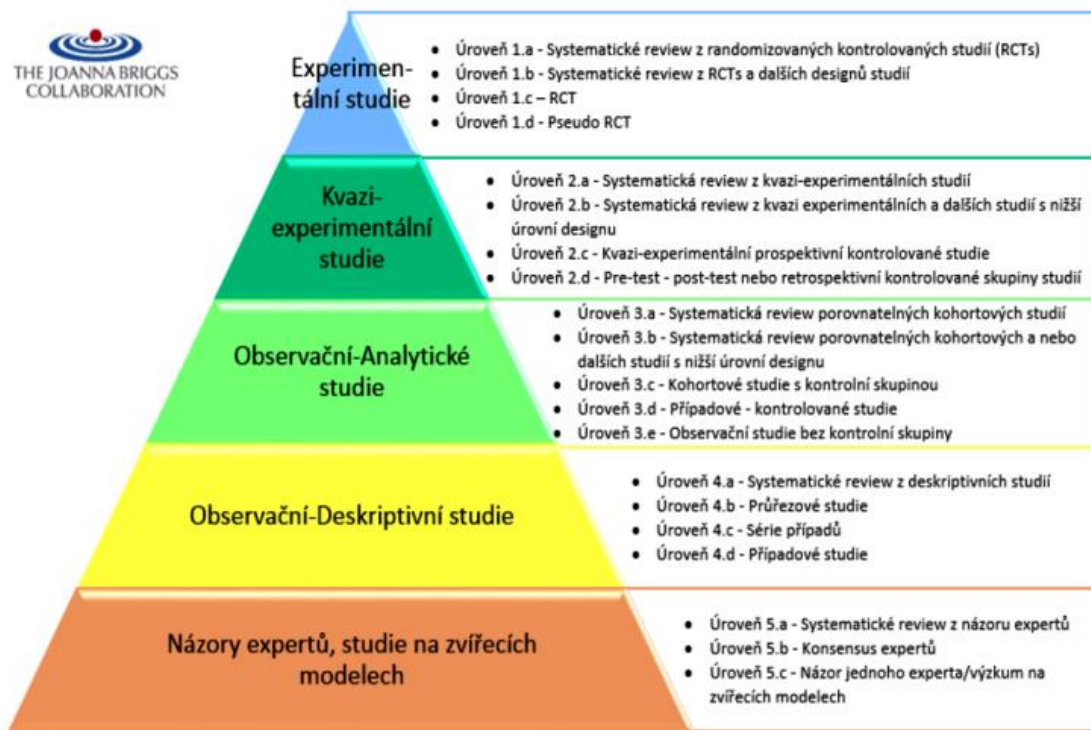 THE JOANNA BRIGGS
COLLABORATION
Experimen-
tální studie
• Úroveň 1.a - Systematické review z randomizovaných kontrolovaných studií (RCTs)
• Úroveň 1.b - Systematické review z RCTs a dalších designů studií
• Úroveň 1.c – RCT
• Úroveň 1.d - Pseudo RCT
Kvazi-
experimentální
studie
• Úroveň 2.a - Systematická review z kvazi-experimentálních studií
• Úroveň 2.b - Systematická review z kvazi experimentálních a dalších studií s nižší
úrovní designu
• Úroveň 2.c - Kvazi-experimentální prospektivní kontrolované studie
• Úroveň 2.d - Pre-test - post-test nebo retrospektivní kontrolované skupiny studií
Observační-Analytické
studie
• Úroveň 3.a - Systematická review porovnatelných kohortových studií
• Úroveň 3.b - Systematická review porovnatelných kohortových a nebo
dalších studií s nižší úrovní designu
• Úroveň 3.c - Kohortové studie s kontrolní skupinou
• Úroveň 3.d - Případové - kontrolované studie
• Úroveň 3.e - Observační studie bez kontrolní skupiny
Observační-Deskriptivní studie
• Úroveň 4.a - Systematické review z deskriptivních studií
• Úroveň 4.b - Průřezové studie
• Úroveň 4.c - Série případů
• Úroveň 4.d - Případové studie
Názory expertů, studie na zvířecích
modelech
• Úroveň 5.a - Systematické review z názoru expertů
• Úroveň 5.b - Konsensus expertů
• Úroveň 5.c - Názor jednoho experta/výzkum na
zvířecích modelech